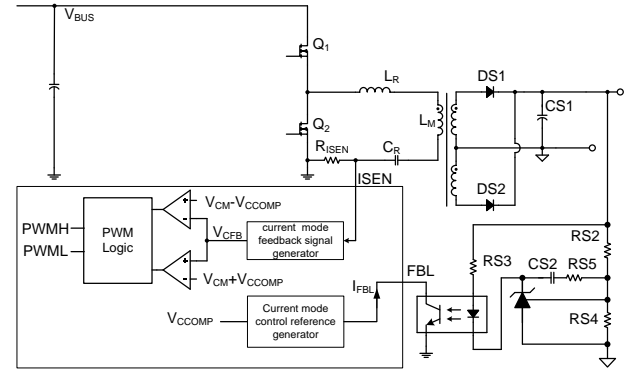 VBUS
Q1
LR
DS1
CS1
LM
Q2
RISEN
CR
ISEN
DS2
VCM-VCCOMP
PWMH
PWML
PWM
Logic
VCFB
current mode
feedback signal
generator
VCM+VCCOMP
IFBL
FBL
VCCOMP
Current mode
control reference
generator
RS2
RS3
CS2
RS5
RS4